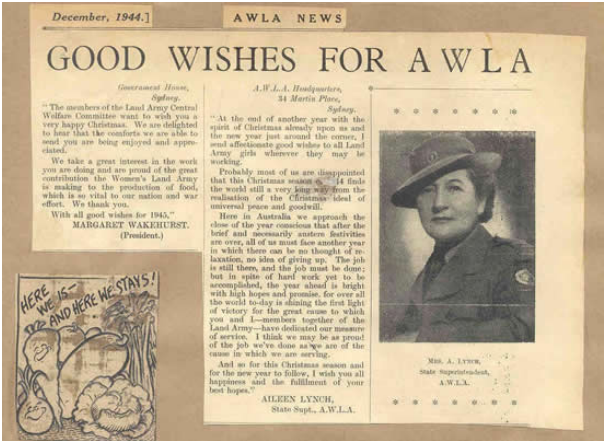 December, 1944.]
AWLA NEWS
GOOD WISHES FOR AWLA
Government House,
Sydney.
"The members of the Land Army Central
Welfare Committee want to wish you a
very happy Christmas. We are delighted
to hear that the comforts we are able to
send you are being enjoyed and appre-
ciated.
We take a great interest in the work
you are doing and are proud of the great
contribution the Women's Land Army
is making to the production of food,
which is so vital to our nation and war
effort. We thank you.
With all good wishes for 1945,"
MARGARET WAKEHURST.
(President.)
HERE
WE IS—
AND HERE WE STAYS!
A.W.L.A. Headquarters,
34 Martin Place,
Sydney.
"At the end of another year with the
spirit of Christmas already upon us and
the new year just around the corner, I
send affectionate good wishes to all Land
Army girls wherever they may be
working.
Probably most of us are disappointed
that this Christmas season 44 finds
the world still a very long way from the
realisation of the Christmas ideal of
universal peace and goodwill.
Here in Australia we approach the
close of the year conscious that after the
brief and necessarily austere festivities
are over, all of us must face another year
in which there can be no thought of re-
laxation, no idea of giving up. The job
is still there, and the job must be done;
but in spite of hard work yet to be
accomplished, the year ahead is bright
with high hopes and promise, for over all
the world to-day is shining the first light
of victory for the great cause to which
you and I—members together of the
Land Army—have dedicated our measure
of service. I think we may be as proud
of the job we've done as we are of the
cause in which we are serving.
And so for this Christmas season and
for the new year to follow, I wish you all
happiness and the fulfilment of your
best hopes."
AILEEN LYNCH,
State Supt., A.W.L.A.
MRS. A. LYNCH,
State Superintendent,
A.W.L.A.